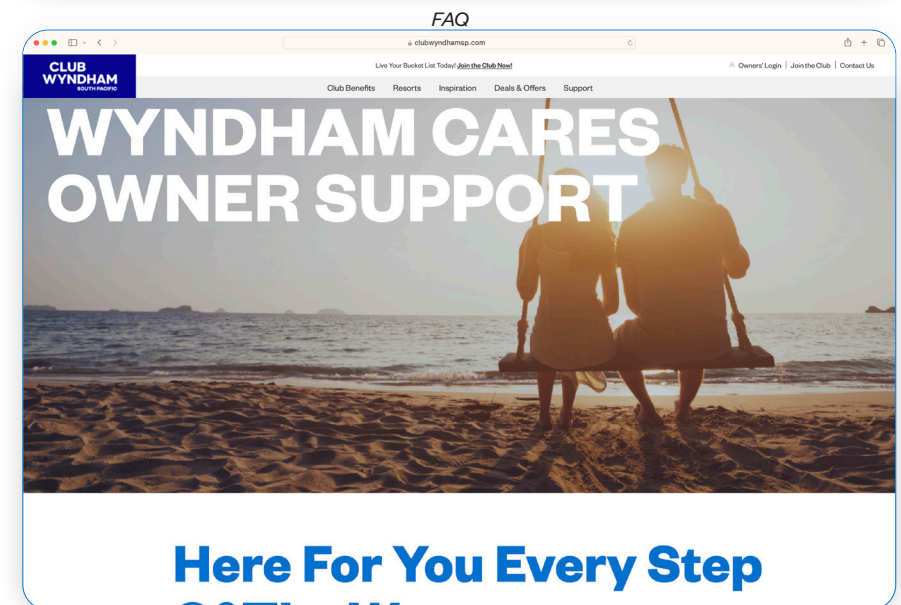 FAQ
clubwyndhamsp.com
CLUB
WYNDHAM
SOUTH PACIFIC
Live Your Bucket List Today! Join the Club Now!
Owners' Login | Join the Club | Contact Us
Club Benefits Resorts Inspiration Deals & Offers Support
WYNDHAM CARES
OWNER SUPPORT
Here For You Every Step